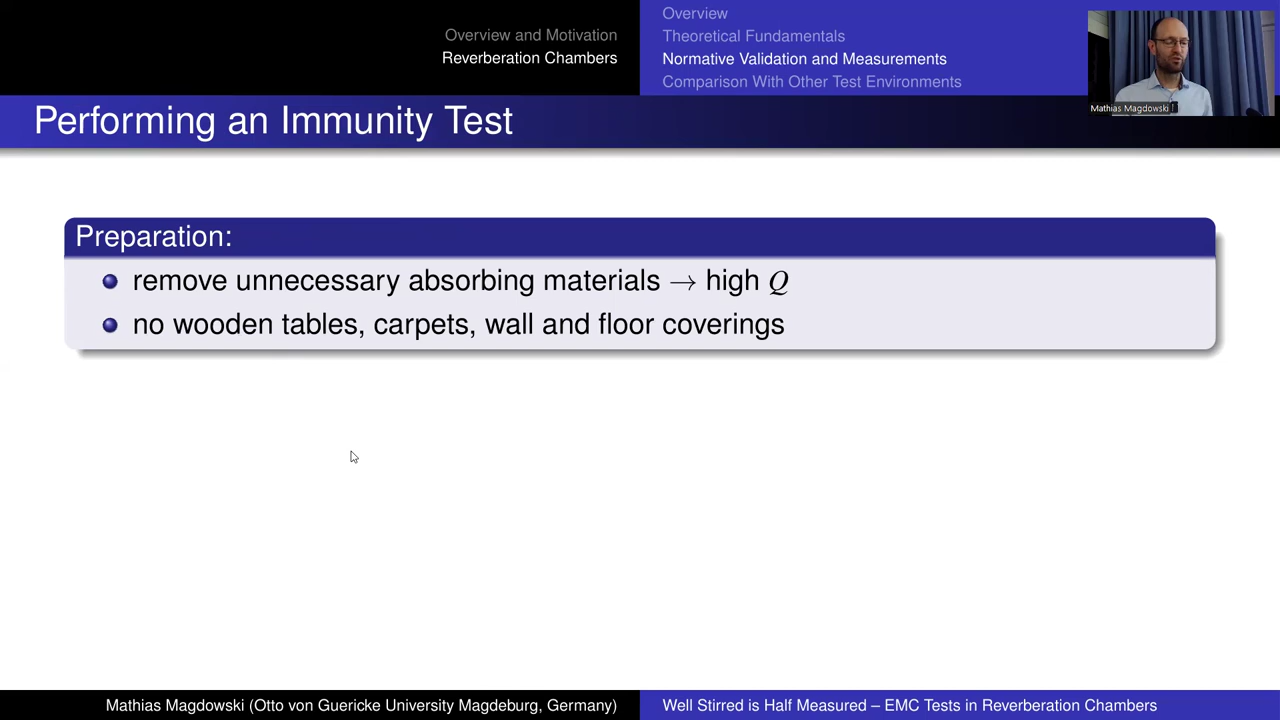 Overview and Motivation
Reverberation Chambers
Overview
Theoretical Fundamentals
Normative Validation and Measurements
Comparison With Other Test Environments
Mathias Magdowski
Performing an Immunity Test
Preparation:
remove unnecessary absorbing materials → high Q
no wooden tables, carpets, wall and floor coverings
Mathias Magdowski (Otto von Guericke University Magdeburg, Germany)
Well Stirred is Half Measured – EMC Tests in Reverberation Chambers